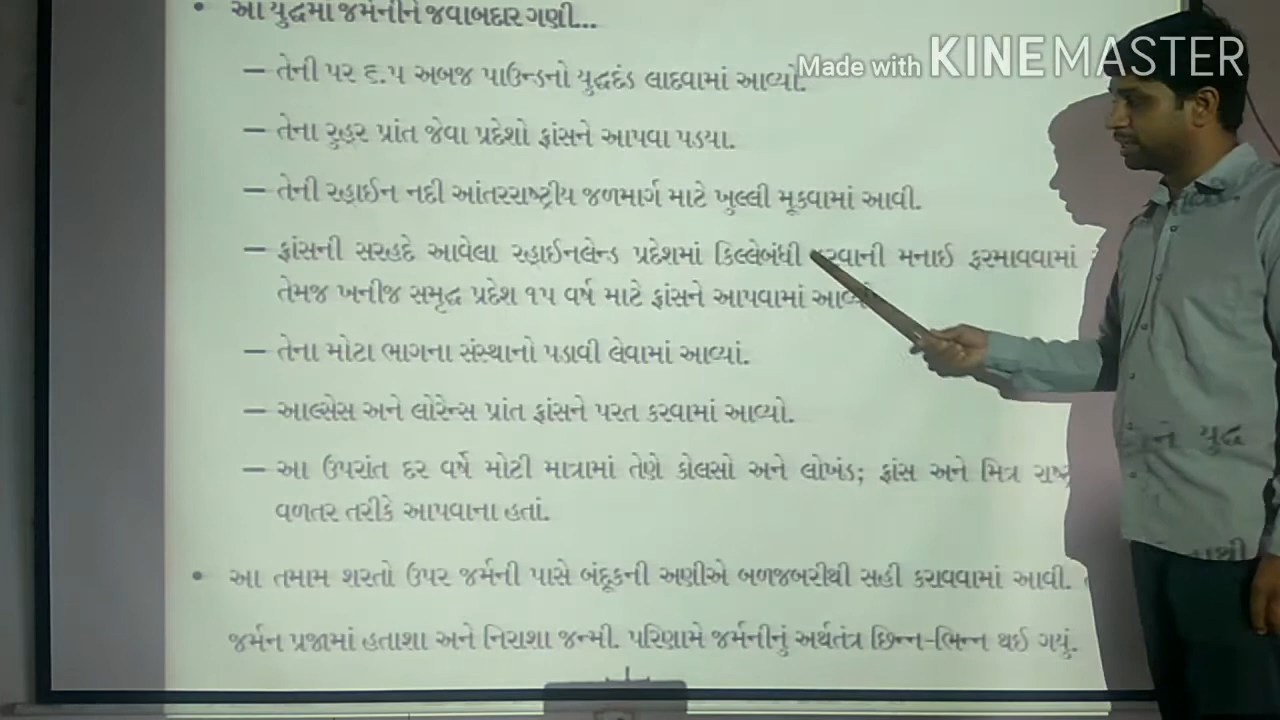 • આ યુદ્ધમાં જર્મનીને જવાબદાર ગણી...
Made with KINEMASTER
– તેની પર ૬.૫ અબજ પાઉન્ડનો યુદ્ધદંડ લાદવામાં આવ્યો.
– તેના રુહર પ્રાંત જેવા પ્રદેશો ફ્રાંસને આપવા પડયા.
– તેની રહાઈન નદી આંતરરાષ્ટ્રીય જળમાર્ગ માટે ખુલ્લી મૂકવામાં આવી.
– ફ્રાંસની સરહદે આવેલા રહાઈનલેન્ડ પ્રદેશમાં કિલ્લેબંધી કરવાની મનાઈ ફરમાવવામાં
તેમજ ખનીજ સમૃદ્ધ પ્રદેશ ૧૫ વર્ષ માટે ફ્રાંસને આપવામાં આવ્યો
– તેના મોટા ભાગના સંસ્થાનો પડાવી લેવામાં આવ્યાં.
– આલ્સેસ અને લોરેન્સ પ્રાંત ફ્રાંસને પરત કરવામાં આવ્યો.
– આ ઉપરાંત દર વર્ષે મોટી માત્રામાં તેણે કોલસો અને લોખંડ; ફ્રાંસ અને મિત્ર
ને યુદ્ધ
વળતર તરીકે આપવાના હતાં.
• આ તમામ શરતો ઉપર જર્મની પાસે બંદૂકની અણીએ બળજબરીથી સહી કરાવવામાં આવી.
જર્મન પ્રજામાં હતાશા અને નિરાશા જન્મી. પરિણામે જર્મનીનું અર્થતંત્ર છિન્ન-ભિન્ન થઈ ગયું.